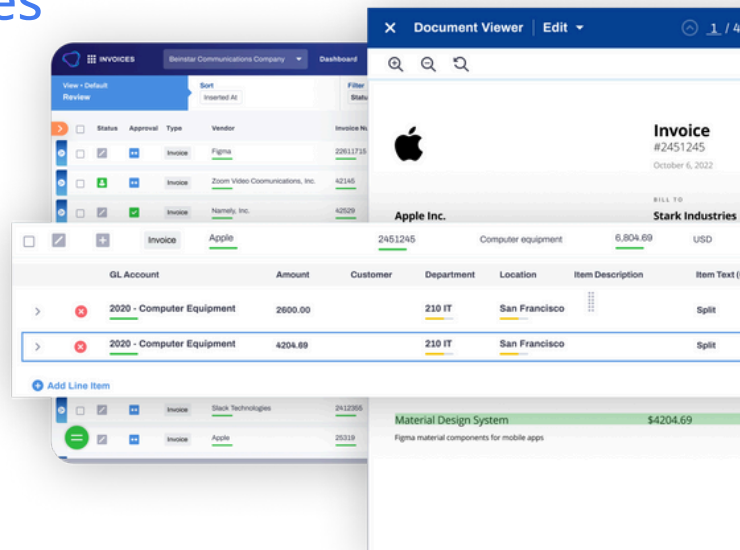 es
INVOICES Beinstar Communications Company Dashboard
View • Default
Review
Sort
Inserted At
Filter
Statu
Status Approval Type Vendor Invoice Nu
Invoice Figma 22611715
Invoice Zoom Video Coomunications, Inc. 42145
Invoice Namely, Inc. 42529
Document Viewer Edit 1 / 4
Invoice
#2451245
October 6, 2022
BILL TO
Apple Inc. Stark Industries
Invoice Apple 2451245 Computer equipment 6,804.69 USD
GL Account Amount Customer Department Location Item Description Item Text (
2020 - Computer Equipment 2600.00 210 IT San Francisco Split
2020 - Computer Equipment 4204.69 210 IT San Francisco Split
Add Line Item
Invoice Slack Technologies 2412355
Invoice Apple 25319
Material Design System $4204.69
Figma material components for mobile apps